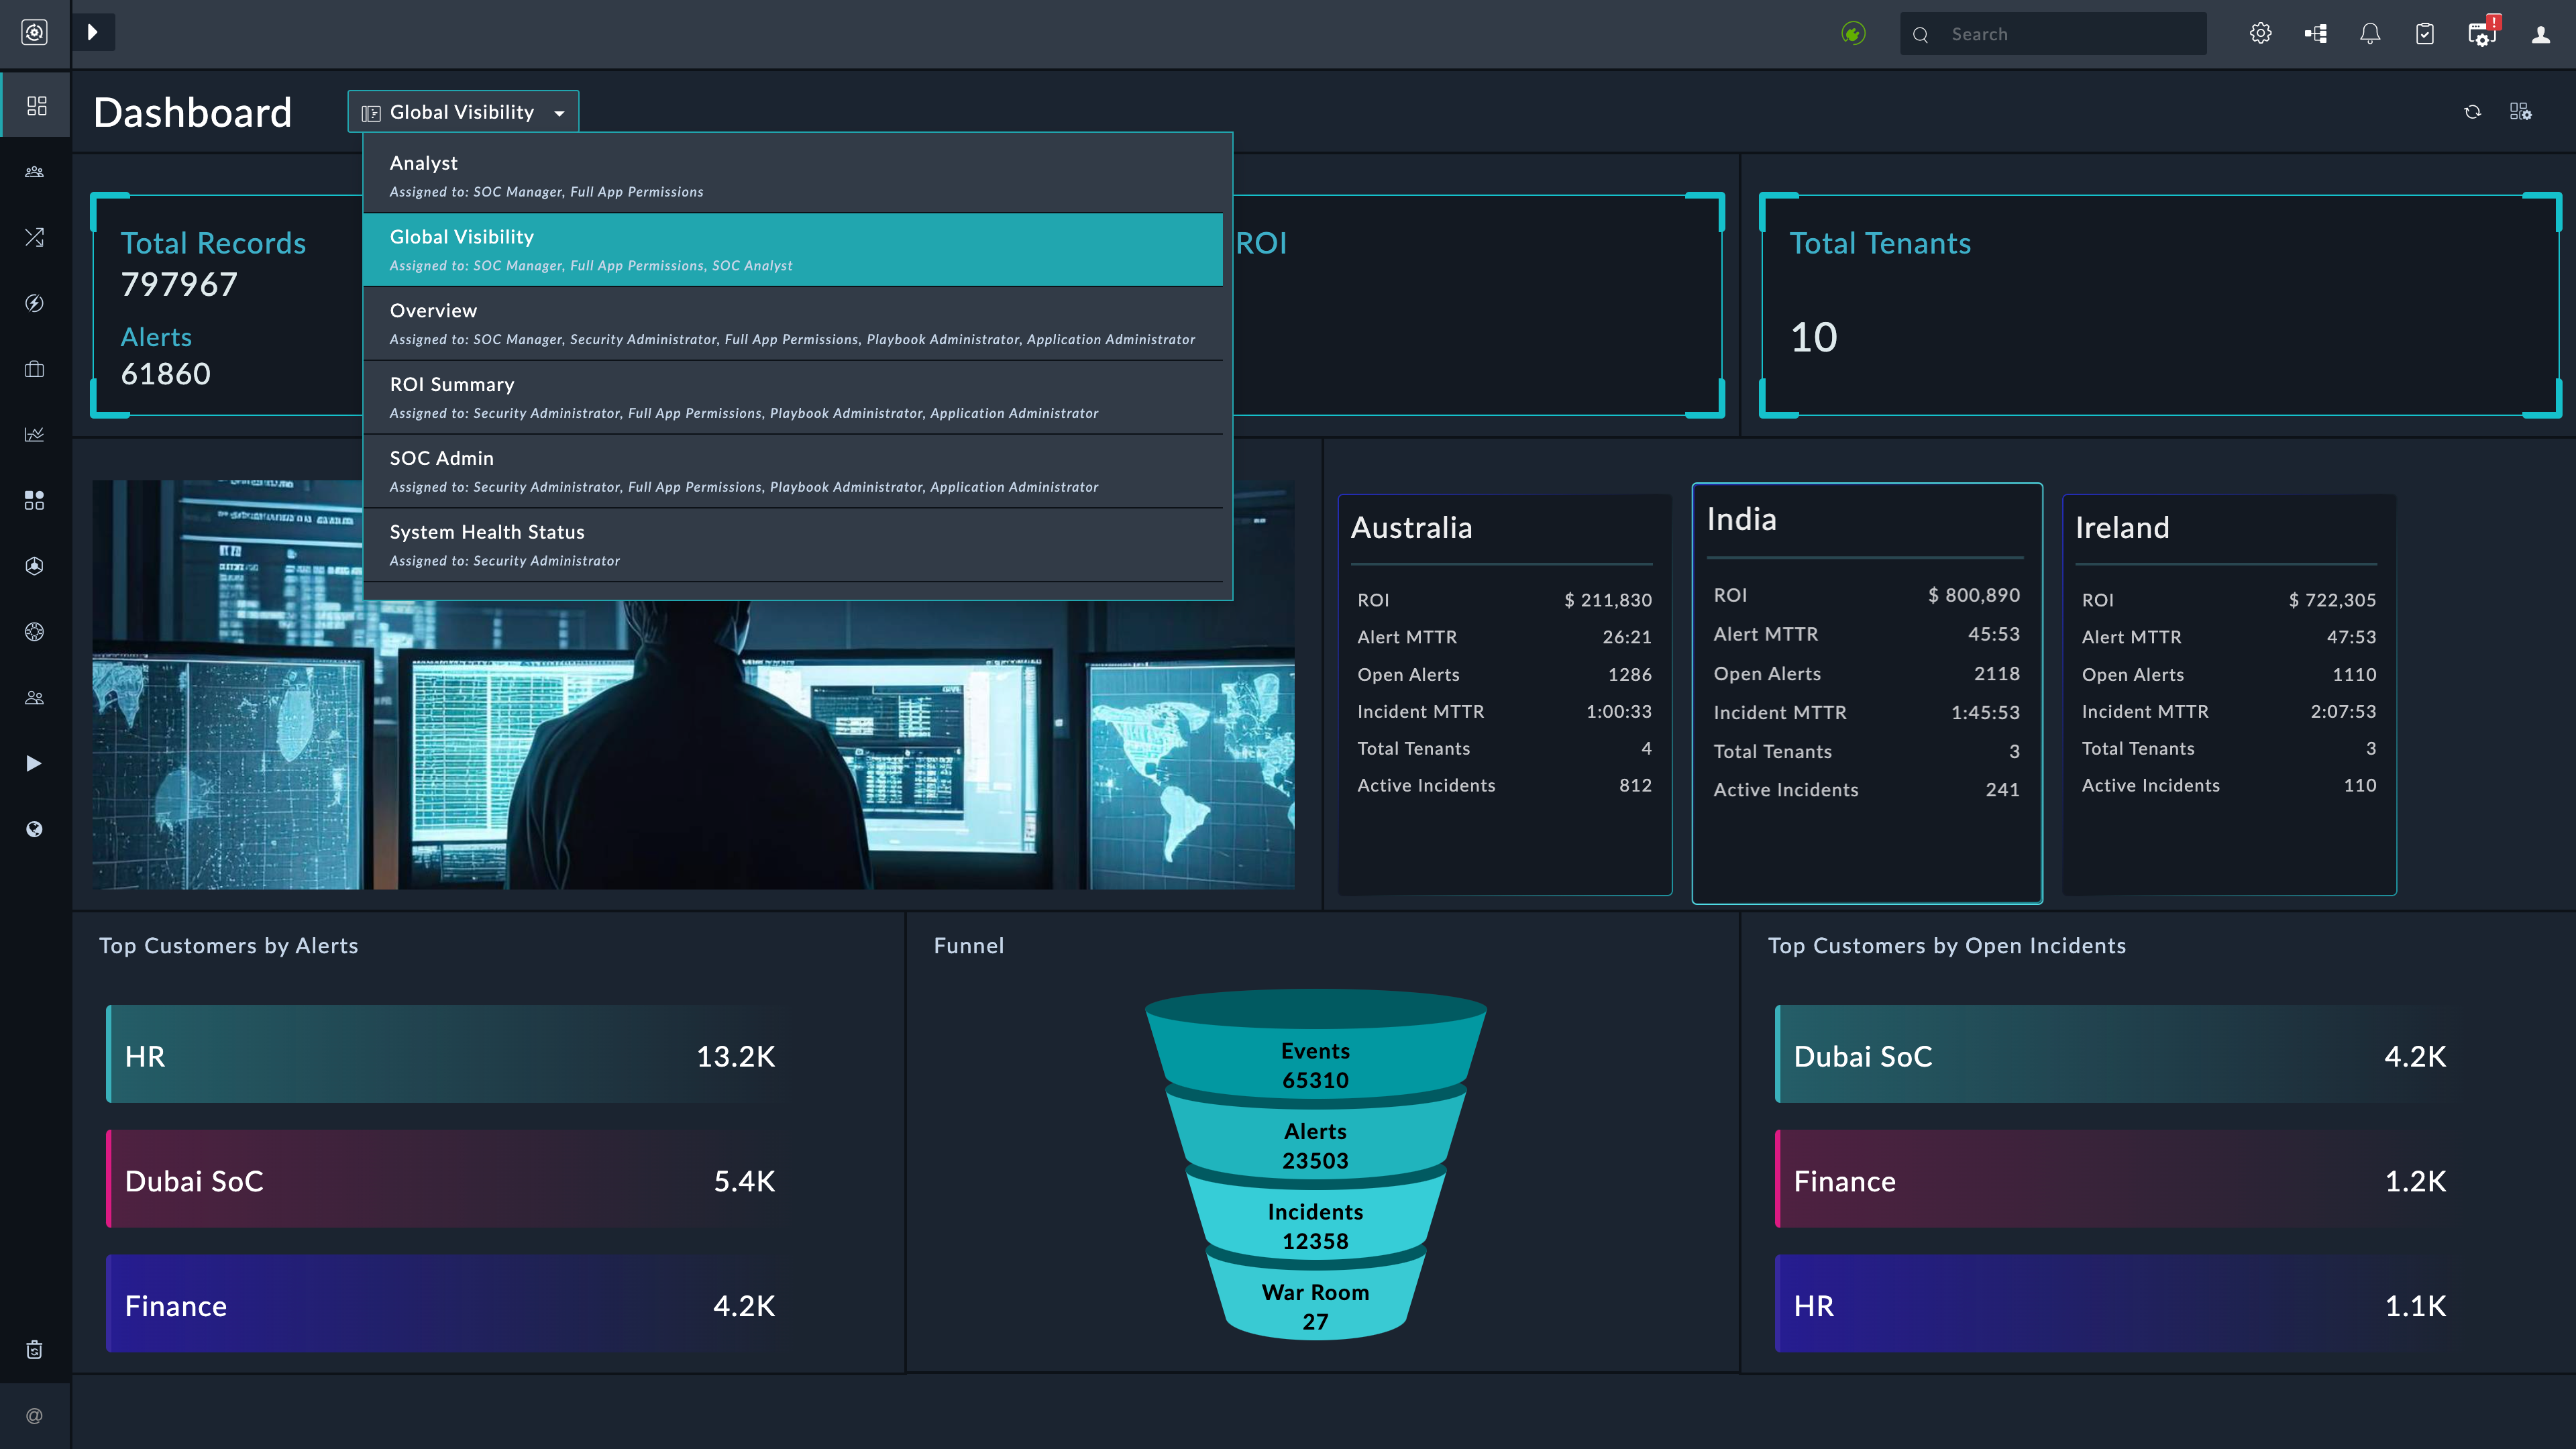 Search
!
Dashboard
Global Visibility
Analyst
Assigned to: SOC Manager, Full App Permissions
Global Visibility
Assigned to: SOC Manager, Full App Permissions, SOC Analyst
Overview
Assigned to: SOC Manager, Security Administrator, Full App Permissions, Playbook Administrator, Application Administrator
ROI Summary
Assigned to: Security Administrator, Full App Permissions, Playbook Administrator, Application Administrator
SOC Admin
Assigned to: Security Administrator, Full App Permissions, Playbook Administrator, Application Administrator
System Health Status
Assigned to: Security Administrator
Total Records
797967
Alerts
61860
ROI
Total Tenants
10
Australia
ROI $ 211,830
Alert MTTR 26:21
Open Alerts 1286
Incident MTTR 1:00:33
Total Tenants 4
Active Incidents 812
India
ROI $ 800,890
Alert MTTR 45:53
Open Alerts 2118
Incident MTTR 1:45:53
Total Tenants 3
Active Incidents 241
Ireland
ROI $ 722,305
Alert MTTR 47:53
Open Alerts 1110
Incident MTTR 2:07:53
Total Tenants 3
Active Incidents 110
Top Customers by Alerts
HR 13.2K
Dubai SoC 5.4K
Finance 4.2K
Funnel
Events
65310
Alerts
23503
Incidents
12358
War Room
27
Top Customers by Open Incidents
Dubai SoC 4.2K
Finance 1.2K
HR 1.1K
@